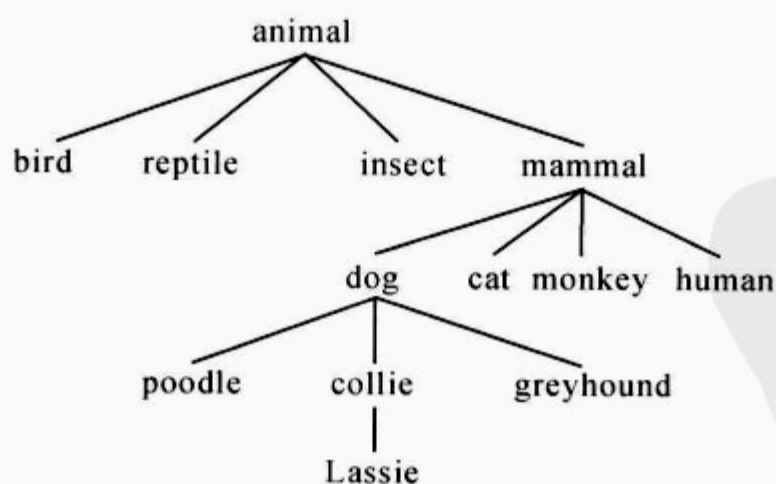 animal
bird reptile insect mammal
dog cat monkey human
poodle collie greyhound
Lassie